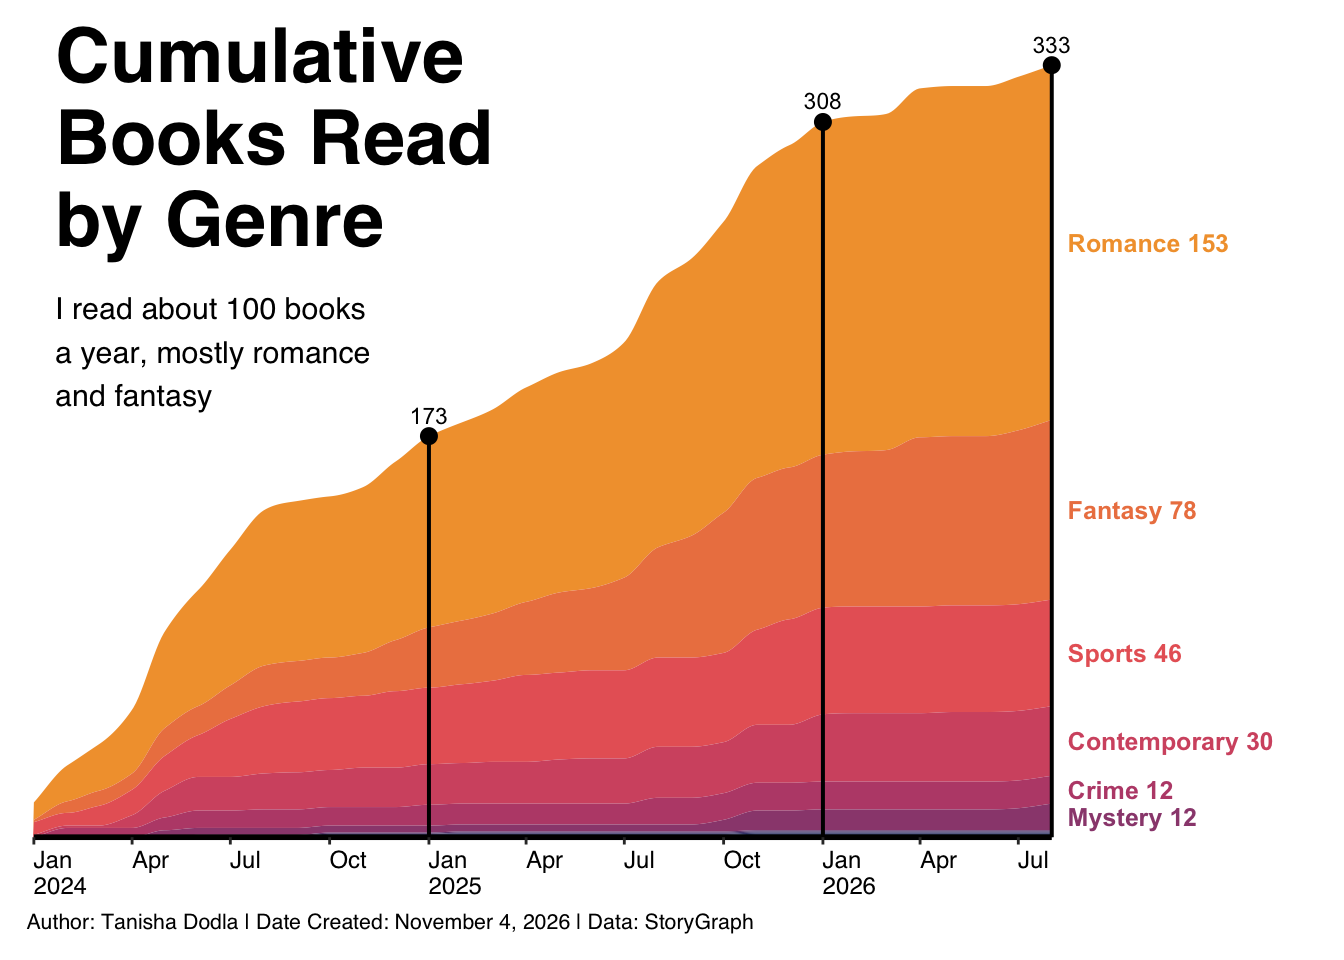 Cumulative
Books Read
by Genre
I read about 100 books
a year, mostly romance
and fantasy
333
308
173
Romance 153
Fantasy 78
Sports 46
Contemporary 30
Crime 12
Mystery 12
Jan Apr Jul Oct Jan Apr Jul Oct Jan Apr Jul
2024 2025 2026
Author: Tanisha Dodla | Date Created: November 4, 2026 | Data: StoryGraph